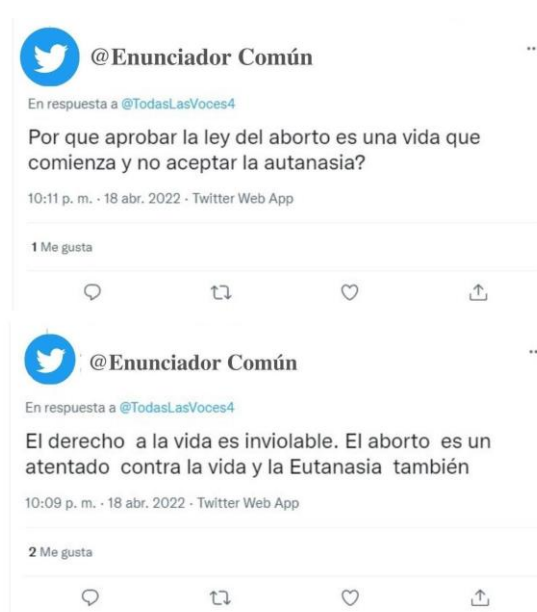 @Enunciador Común
En respuesta a @TodasLasVoces4
Por que aprobar la ley del aborto es una vida que
comienza y no aceptar la autanasia?
10:11 p. m. · 18 abr. 2022 · Twitter Web App
1 Me gusta
@Enunciador Común
En respuesta a @TodasLasVoces4
El derecho a la vida es inviolable. El aborto es un
atentado contra la vida y la Eutanasia también
10:09 p. m. · 18 abr. 2022 · Twitter Web App
2 Me gusta